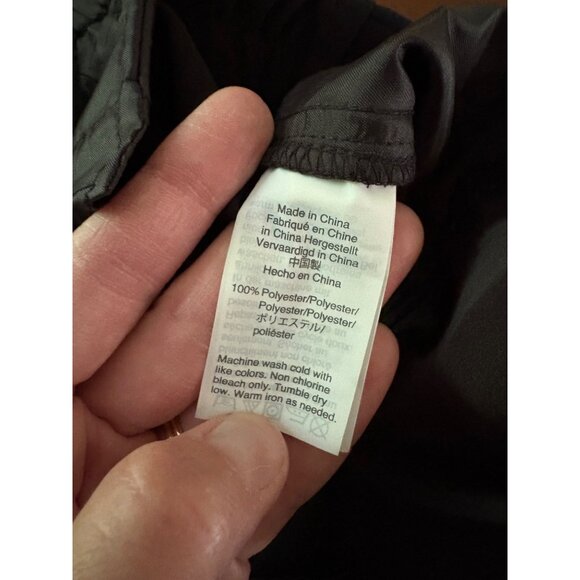 Made in China
Fabriqué en Chine
in China Hergestellt
Vervaardigd in China
中国製
Hecho en China
100% Polyester/Polyester/
Polyester/Polyester/
ポリエステル/
poliéster
Machine wash cold with
like colors. Non chlorine
bleach only. Tumble dry
low. Warm iron as needed.